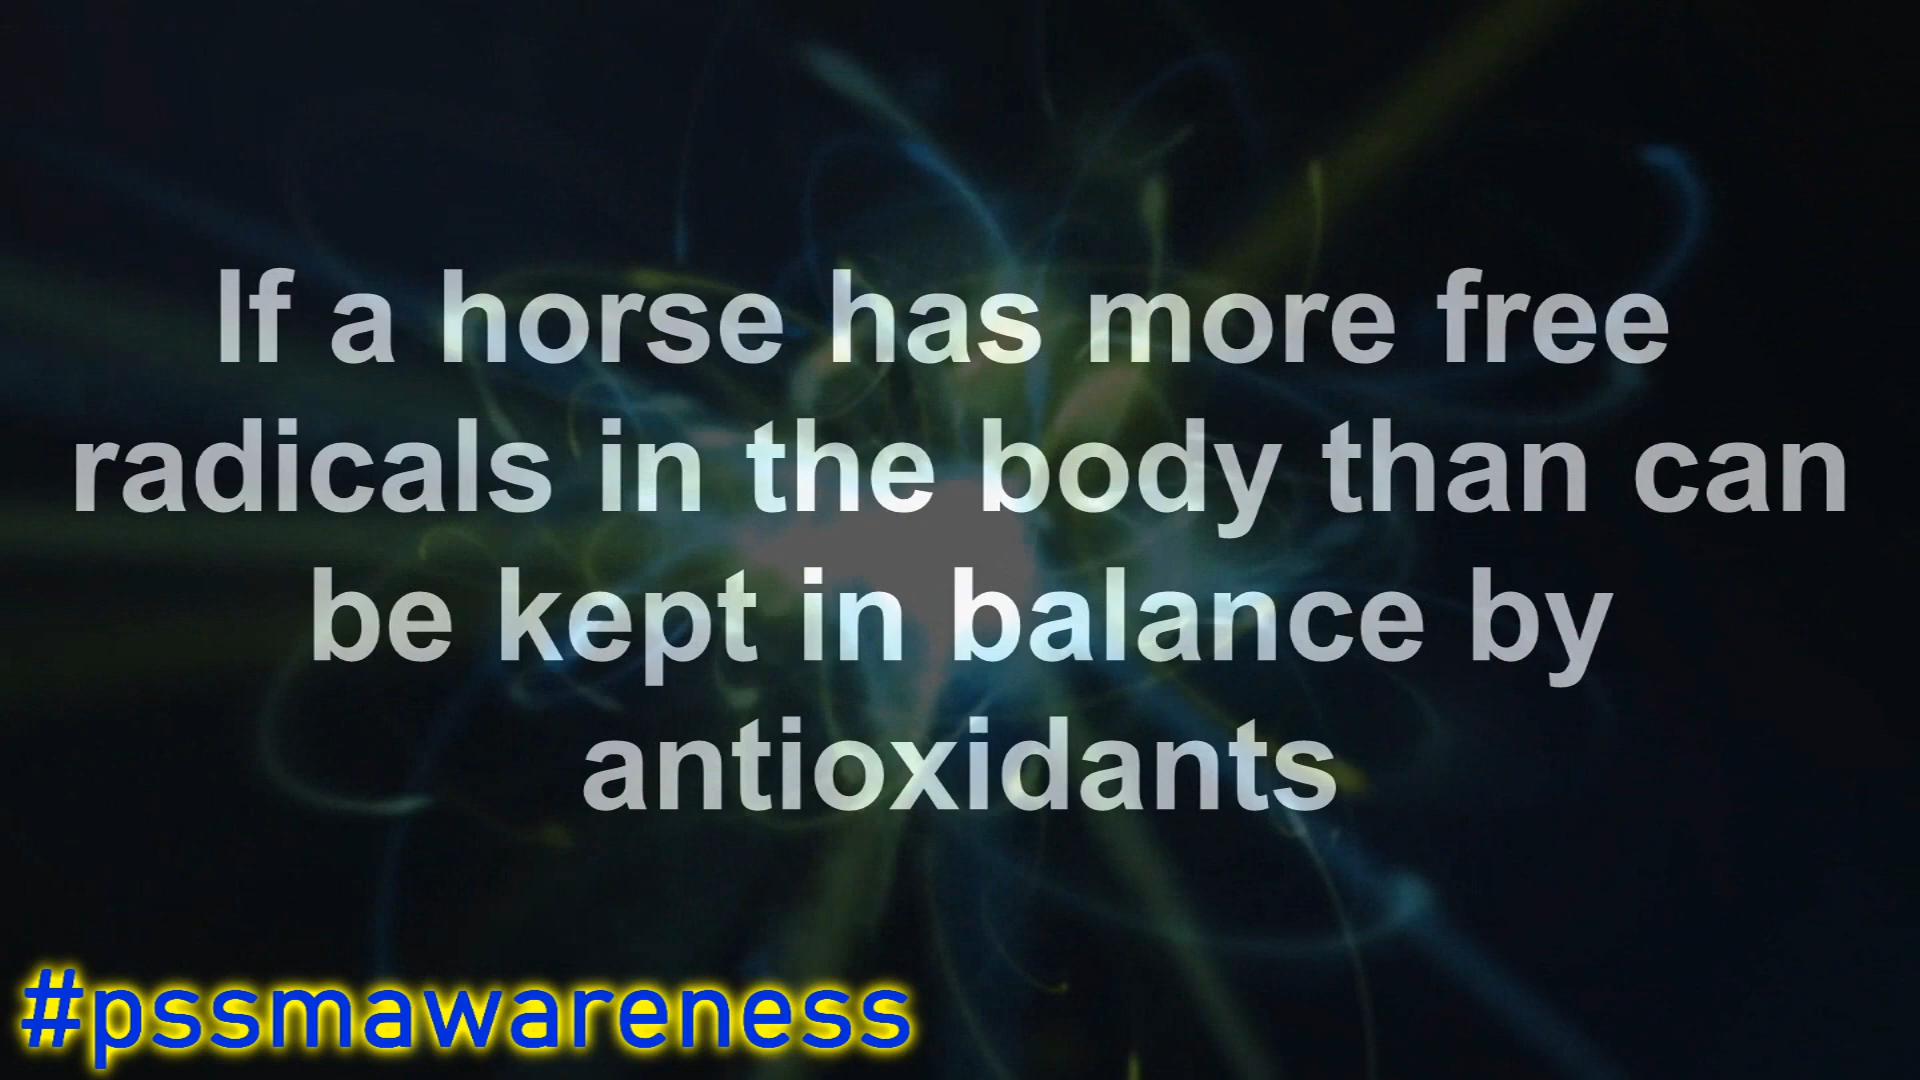 If a horse has more free
radicals in the body than can
be kept in balance by
antioxidants
#pssmawareness